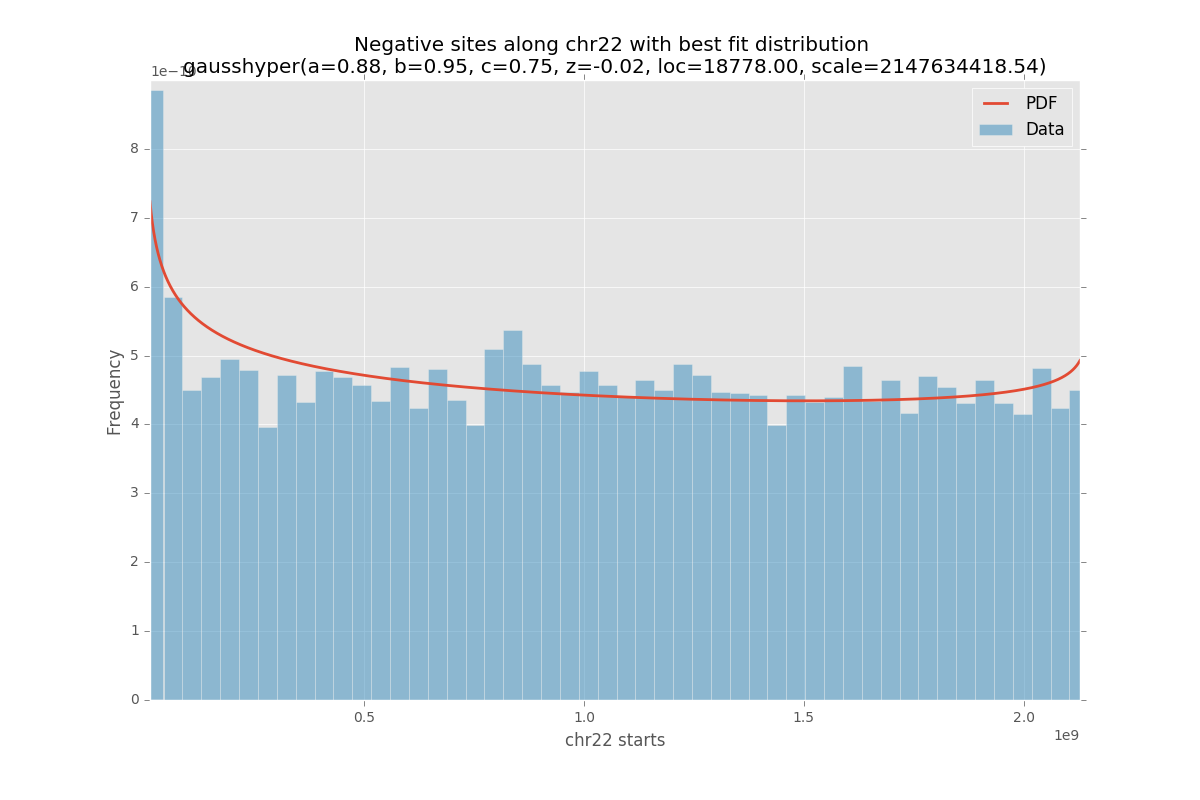 Negative sites along chr22 with best fit distribution
gausshyper(a=0.88, b=0.95, c=0.75, z=-0.02, loc=18778.00, scale=2147634418.54)
1e−10
PDF
Data
8
7
6
5
4
3
2
1
0
Frequency
0.5 1.0 1.5 2.0
1e9
chr22 starts